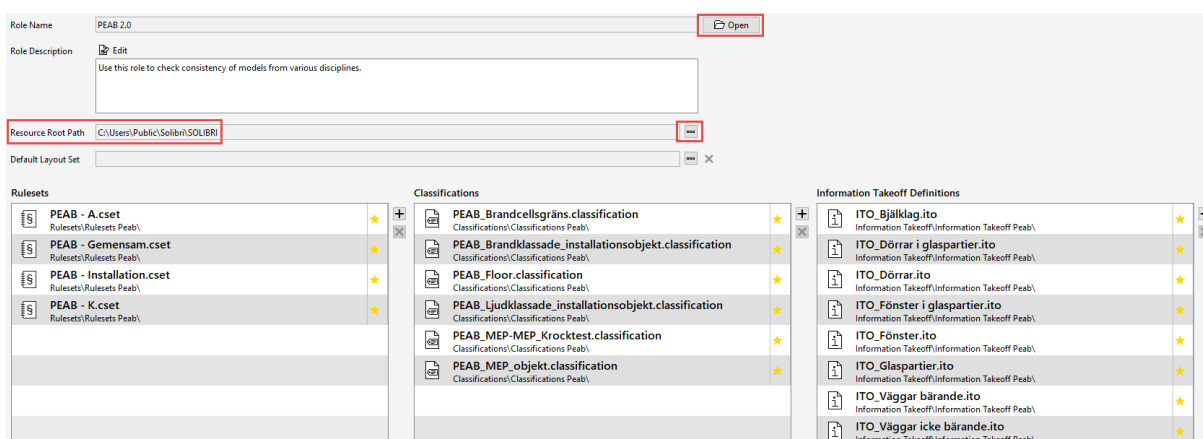 Role Name
PEAB 2.0
Open
Role Description
Edit
Use this role to check consistency of models from various disciplines.
Resource Root Path
C:\Users\Public\Solibri\SOLIBRI
Default Layout Set
Rulesets
PEAB - A.cset
Rulesets\Rulesets Peab\
PEAB - Gemensam.cset
Rulesets\Rulesets Peab\
PEAB - Installation.cset
Rulesets\Rulesets Peab\
PEAB - K.cset
Rulesets\Rulesets Peab\
Classifications
PEAB_Brandcellsgräns.classification
Classifications\Classifications Peab\
PEAB_Brandklassade_installationsobjekt.classification
Classifications\Classifications Peab\
PEAB_Floor.classification
Classifications\Classifications Peab\
PEAB_Ljudklassade_installationsobjekt.classification
Classifications\Classifications Peab\
PEAB_MEP-MEP_Krocktest.classification
Classifications\Classifications Peab\
PEAB_MEP_objekt.classification
Classifications\Classifications Peab\
Information Takeoff Definitions
ITO_Bjälklag.ito
Information Takeoff\Information Takeoff Peab\
ITO_Dörrar i glaspartier.ito
Information Takeoff\Information Takeoff Peab\
ITO_Dörrar.ito
Information Takeoff\Information Takeoff Peab\
ITO_Fönster i glaspartier.ito
Information Takeoff\Information Takeoff Peab\
ITO_Fönster.ito
Information Takeoff\Information Takeoff Peab\
ITO_Glaspartier.ito
Information Takeoff\Information Takeoff Peab\
ITO_Väggar bärande.ito
Information Takeoff\Information Takeoff Peab\
ITO_Väggar icke bärande.ito
Information Takeoff\Information Takeoff Peab\